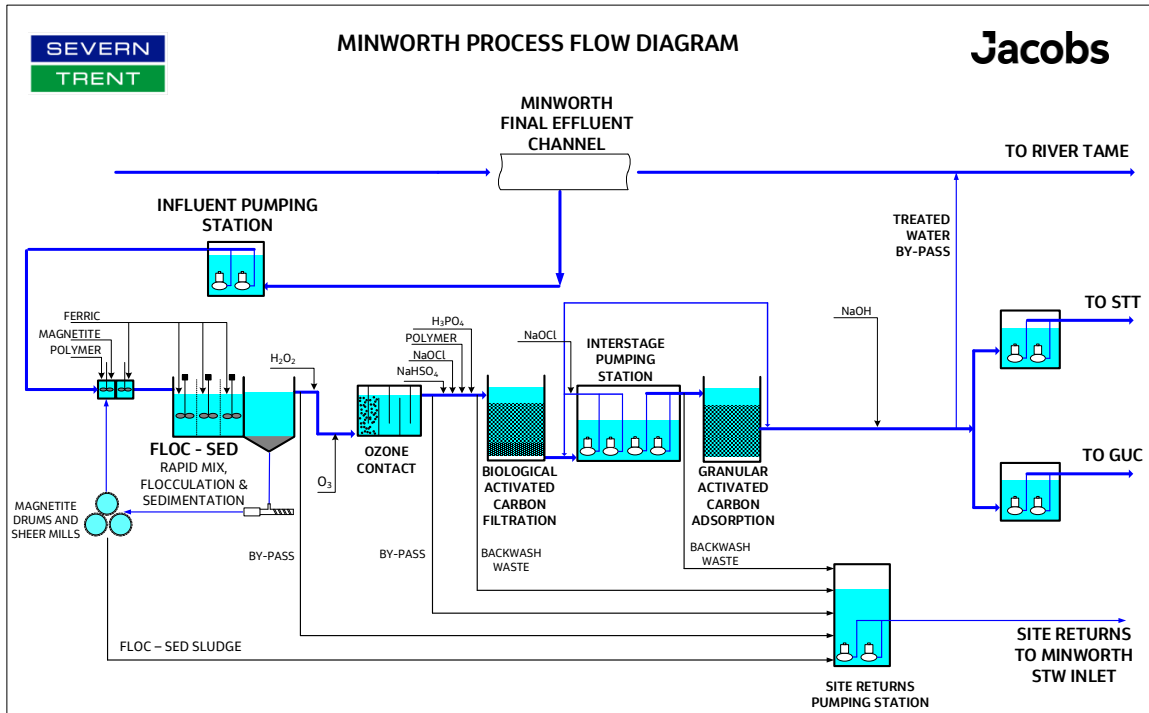 SEVERN
TRENT
MINWORTH PROCESS FLOW DIAGRAM
Jacobs
MINWORTH
FINAL EFFLUENT
CHANNEL
TO RIVER TAME
INFLUENT PUMPING
STATION
TREATED
WATER
BY-PASS
TO STT
FERRIC
MAGNETITE
POLYMER
H₂O₂
H₃PO₄
POLYMER
NaOCl
NaHSO₄
NaOCl
INTERSTAGE
PUMPING
STATION
NaOH
FLOC - SED
RAPID MIX,
FLOCCULATION &
SEDIMENTATION
O₃
OZONE
CONTACT
BIOLOGICAL
ACTIVATED
CARBON
FILTRATION
GRANULAR
ACTIVATED
CARBON
ADSORPTION
TO GUC
MAGNETITE
DRUMS AND
SHEER MILLS
BY-PASS
BY-PASS
BACKWASH
WASTE
BACKWASH
WASTE
FLOC – SED SLUDGE
SITE RETURNS
PUMPING STATION
SITE RETURNS
TO MINWORTH
STW INLET